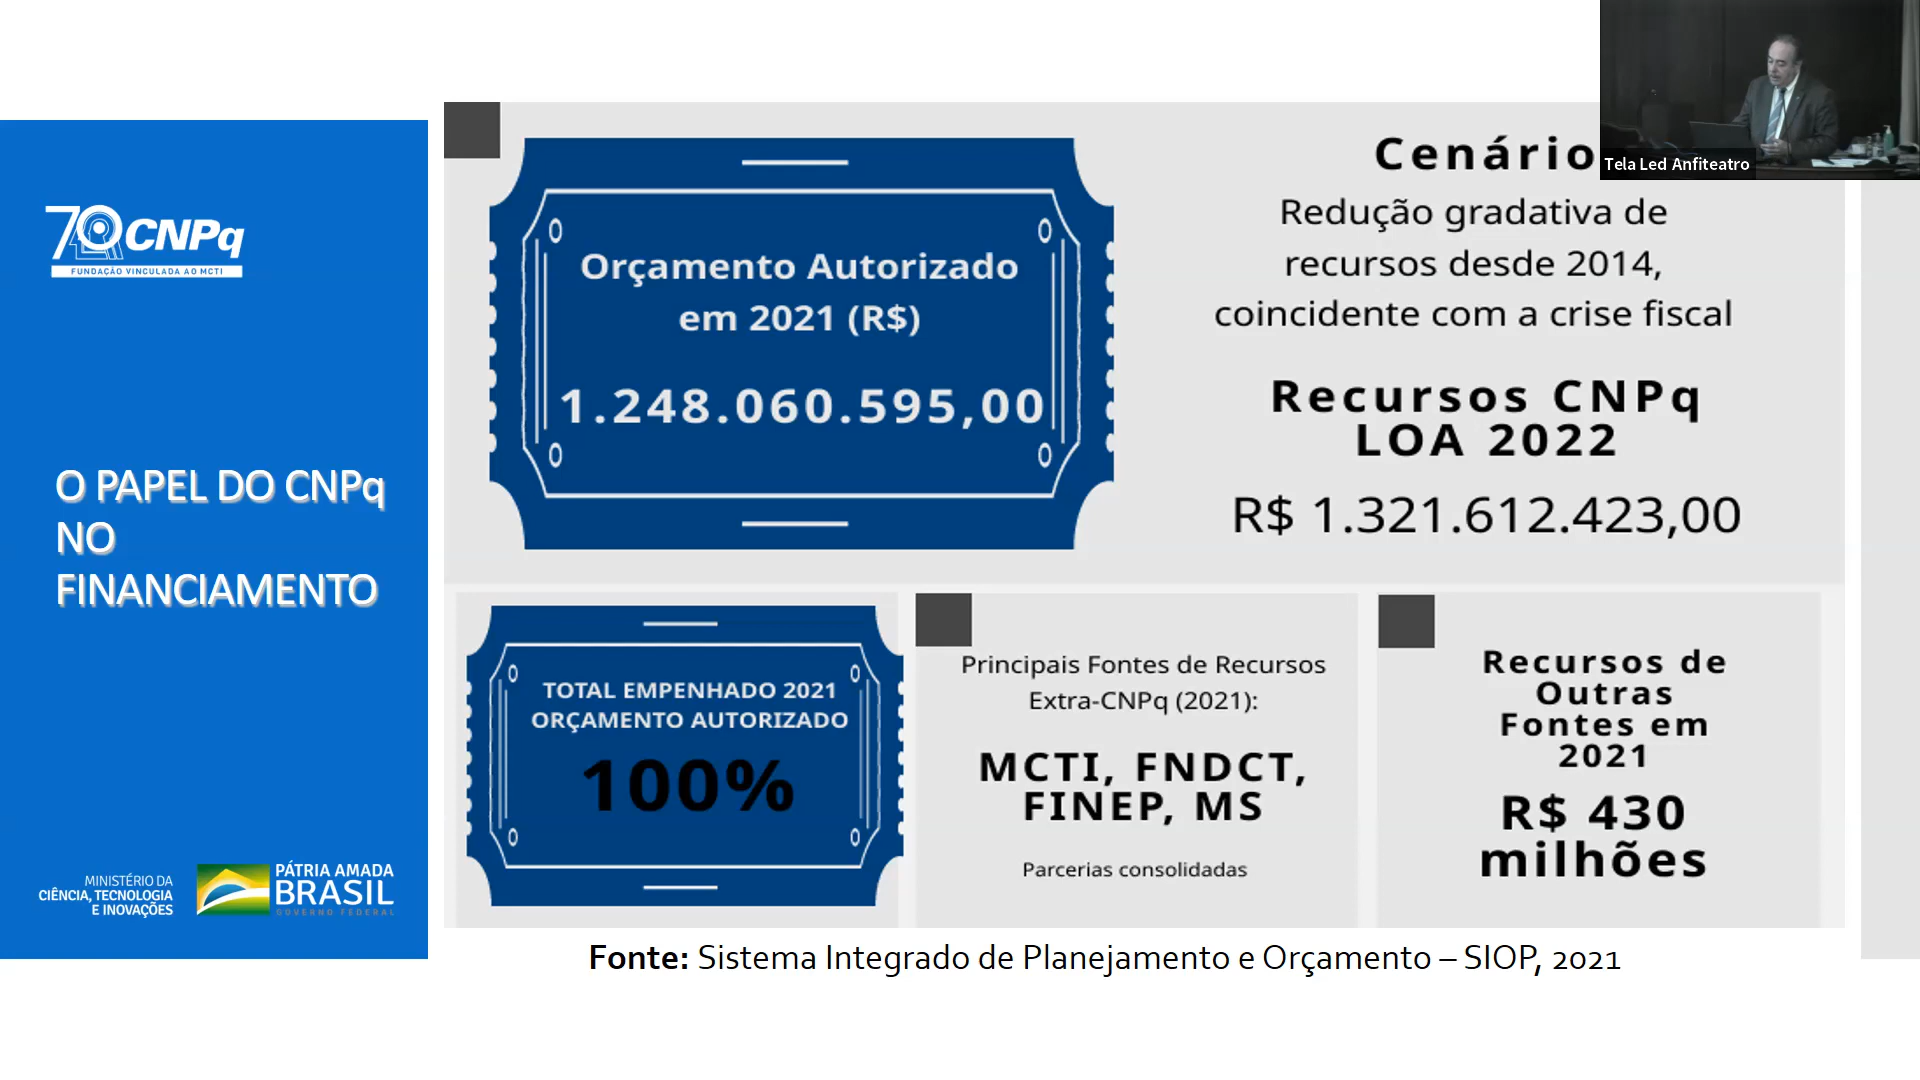 70 CNPq
FUNDAÇÃO VINCULADA AO MCTI
O PAPEL DO CNPq
NO
FINANCIAMENTO
MINISTÉRIO DA
CIÊNCIA, TECNOLOGIA
E INOVAÇÕES
PÁTRIA AMADA
BRASIL
GOVERNO FEDERAL
Orçamento Autorizado
em 2021 (R$)
1.248.060.595,00
Cenário
Redução gradativa de
recursos desde 2014,
coincidente com a crise fiscal
Recursos CNPq
LOA 2022
R$ 1.321.612.423,00
Tela Led Anfiteatro
TOTAL EMPENHADO 2021
ORÇAMENTO AUTORIZADO
100%
Principais Fontes de Recursos
Extra-CNPq (2021):
MCTI, FNDCT,
FINEP, MS
Parcerias consolidadas
Recursos de
Outras
Fontes em
2021
R$ 430
milhões
Fonte: Sistema Integrado de Planejamento e Orçamento – SIOP, 2021